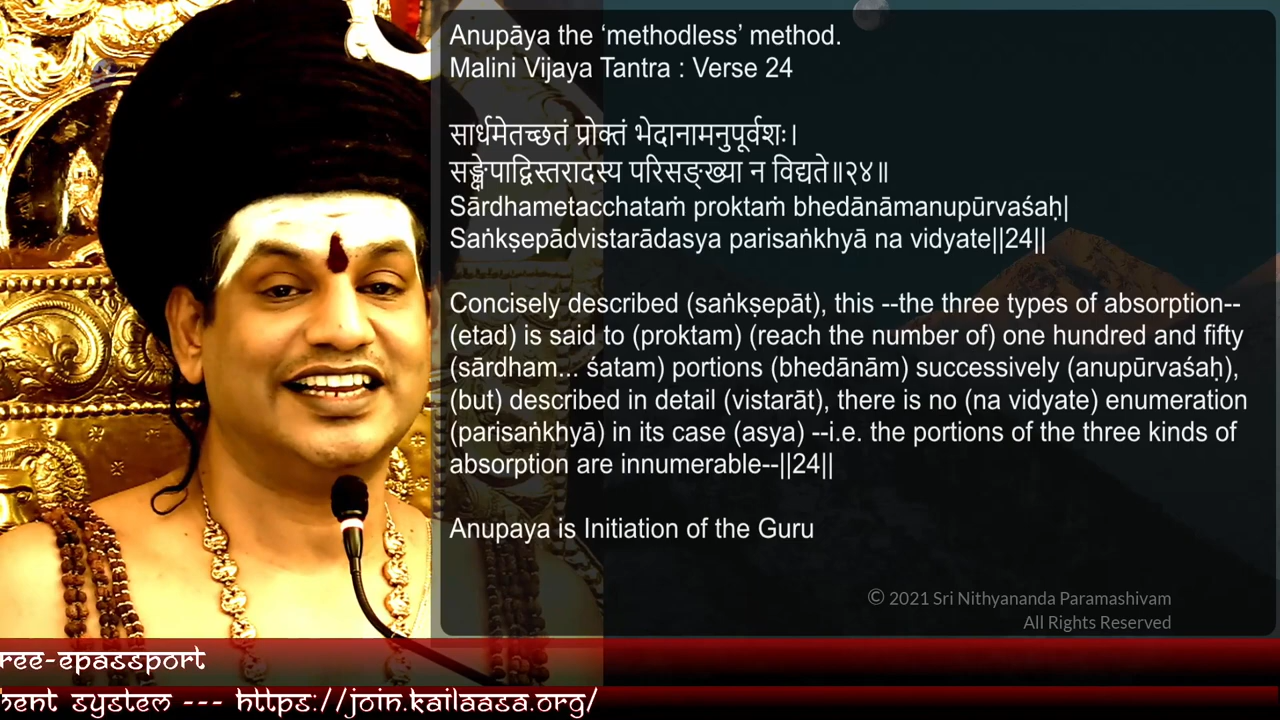 Anupāya the ‘methodless’ method.
Malini Vijaya Tantra : Verse 24
सार्धमेतच्छतं प्रोक्तं भेदानामनुपूर्वशः।
सङ्क्षेपाद्विस्तरादस्य परिसङ्ख्या न विद्यते॥२४॥
Sārdhametacchataṁ proktaṁ bhedānāmanupūrvaśaḥ|
Saṅkṣepādvistarādasya parisaṅkhyā na vidyate||24||
Concisely described (saṅkṣepāt), this --the three types of absorption--
(etad) is said to (proktam) (reach the number of) one hundred and fifty
(sārdham... śatam) portions (bhedānām) successively (anupūrvaśaḥ),
(but) described in detail (vistarāt), there is no (na vidyate) enumeration
(parisaṅkhyā) in its case (asya) --i.e. the portions of the three kinds of
absorption are innumerable--||24||
Anupaya is Initiation of the Guru
© 2021 Sri Nithyananda Paramashivam
All Rights Reserved
ree-epassport
ment system --- https://join.kailaasa.org/